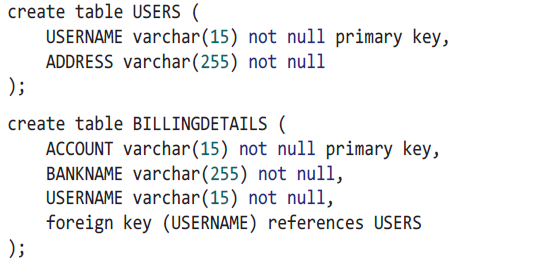 create table USERS (
    USERNAME varchar(15) not null primary key,
    ADDRESS varchar(255) not null
);
create table BILLINGDETAILS (
    ACCOUNT varchar(15) not null primary key,
    BANKNAME varchar(255) not null,
    USERNAME varchar(15) not null,
    foreign key (USERNAME) references USERS
);